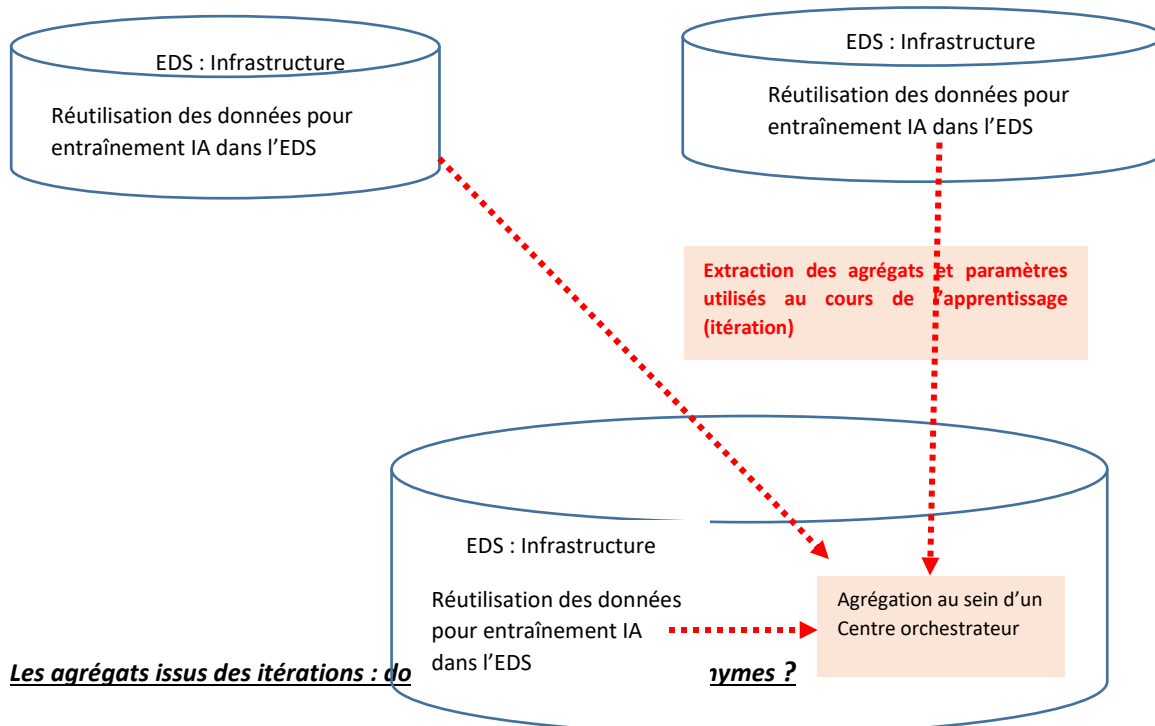 EDS : Infrastructure
Réutilisation des données pour
entraînement IA dans l'EDS
EDS : Infrastructure
Réutilisation des données pour
entraînement IA dans l'EDS
Extraction des agrégats et paramètres
utilisés au cours de l'apprentissage
(itération)
EDS : Infrastructure
Réutilisation des données
pour entraînement IA
dans l'EDS
Agrégation au sein d'un
Centre orchestrateur
Les agrégats issus des itérations : do nymes ?